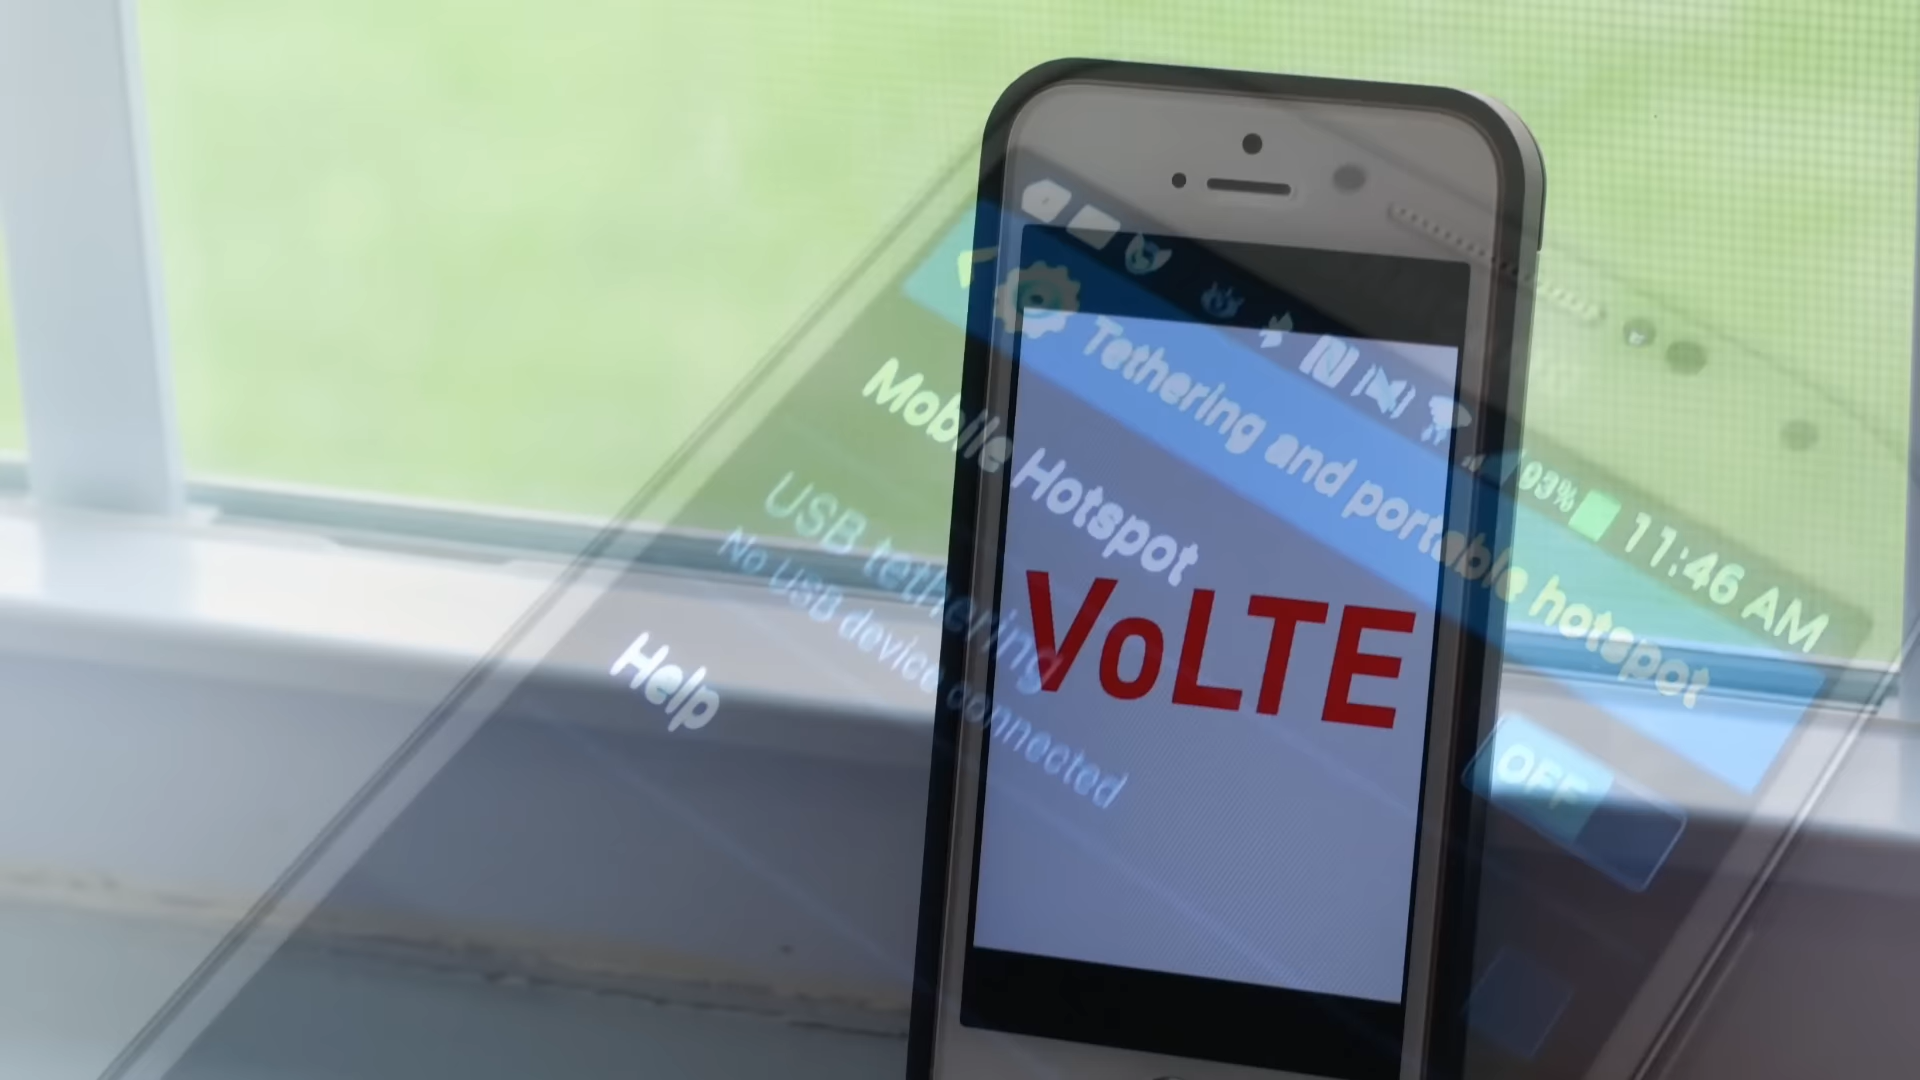 93% 11:46 AM
Tethering and portable hotspot
Mobile Hotspot
OFF
USB tethering
No USB device connected
Help
VoLTE